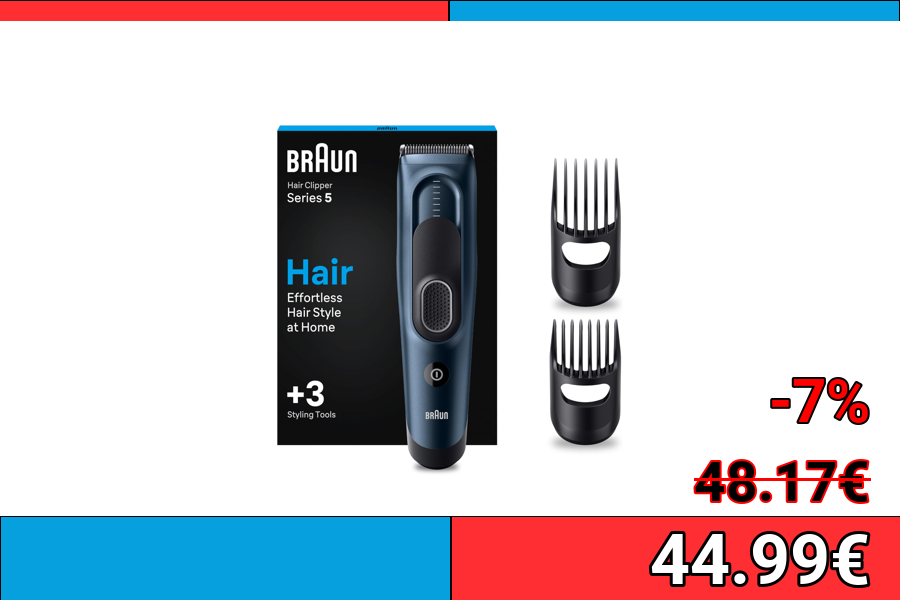 BRAUN
BRAUN
Hair Clipper
Series 5
Hair
Effortless
Hair Style
at Home
+3
Styling Tools
BRAUN
-7%
48.17€
44.99€